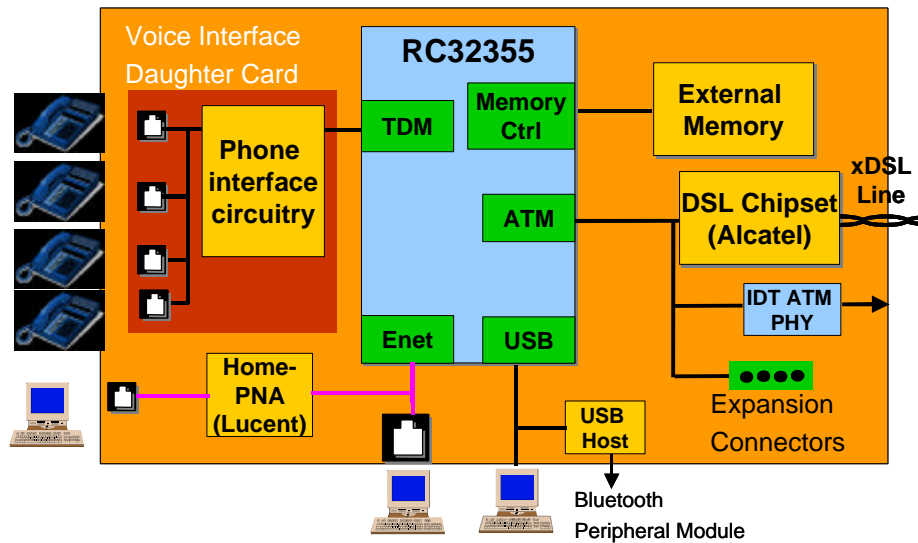 Voice Interface
Daughter Card
RC32355
TDM
Memory
Ctrl
External
Memory
Phone
interface
circuitry
xDSL
Line
ATM
DSL Chipset
(Alcatel)
IDT ATM
PHY
Enet
USB
Home-
PNA
(Lucent)
Expansion
Connectors
USB
Host
Bluetooth
Peripheral Module